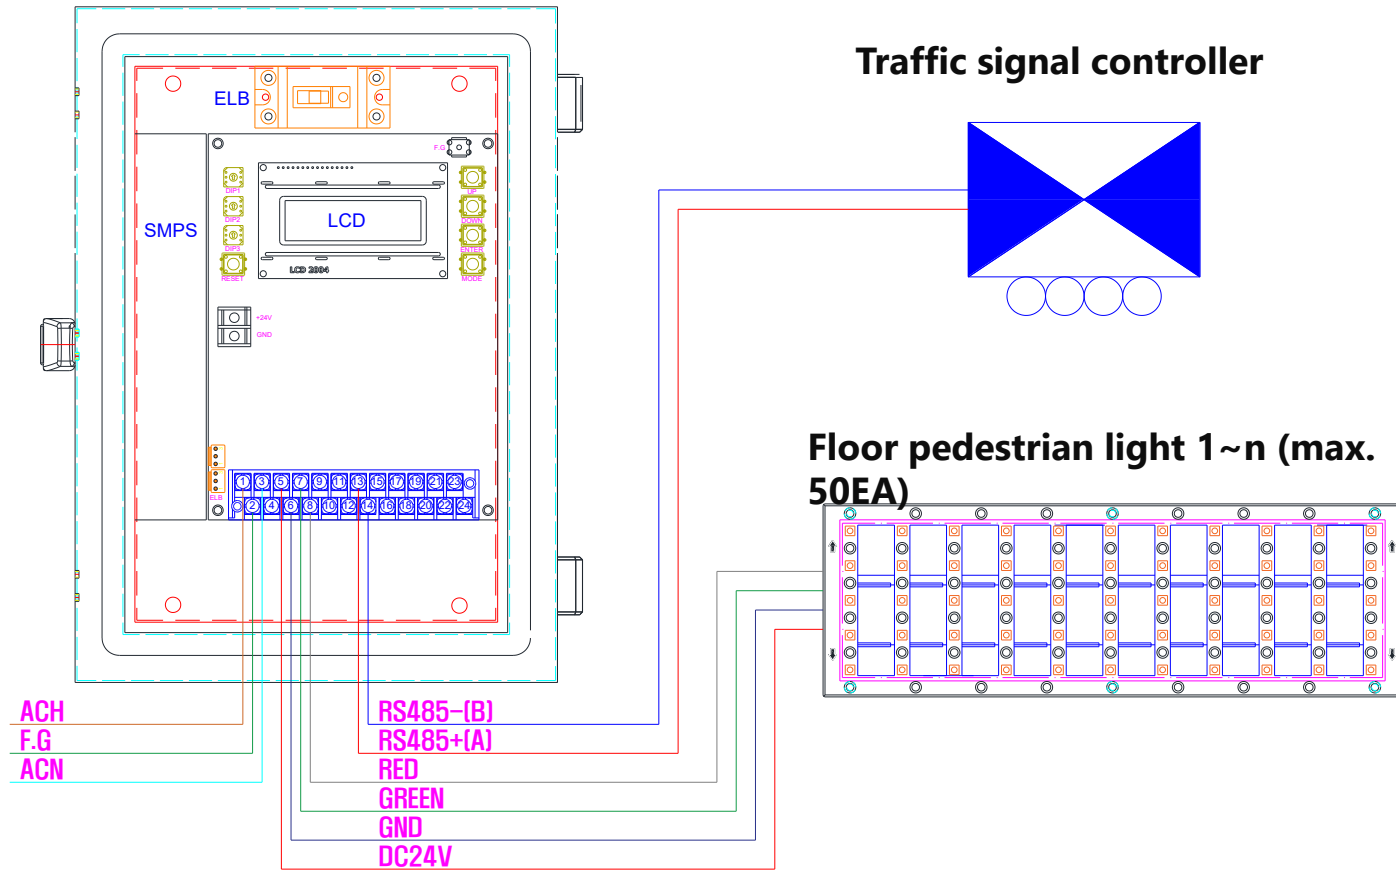 Traffic signal controller
ELB
F.G
DIP1
UP
DIP2
DOWN
SMPS
LCD
DIP3
ENTER
LCD 2004
RESET
MODE
+24V
GND
Floor pedestrian light 1~n (max.
50EA)
ELB
1 3 5 7 9 11 13 15 17 19 21 23
2 4 6 8 10 12 14 16 18 20 22 24
ACH
F.G
ACN
RS485-(B)
RS485+(A)
RED
GREEN
GND
DC24V